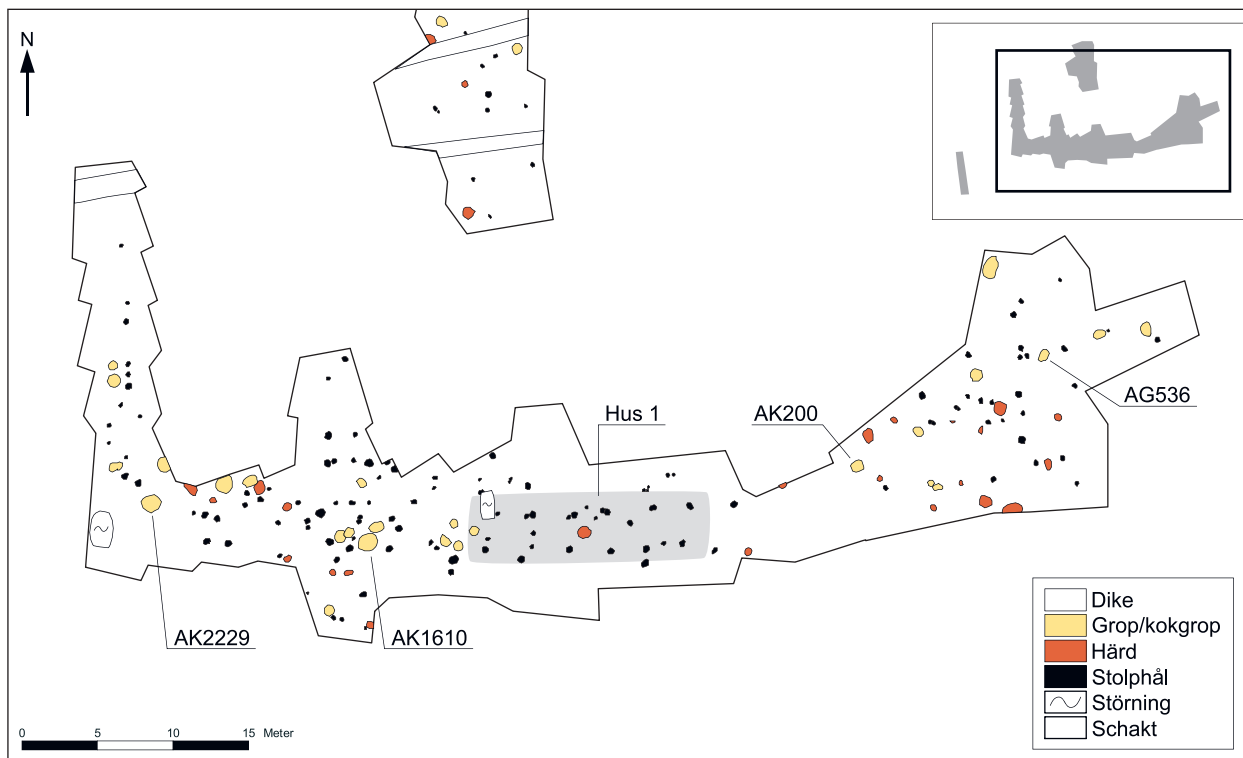 N
Hus 1
AK200
AG536
AK2229
AK1610
Dike
Grop/kokgrop
Härd
Stolphål
Störning
Schakt
0 5 10 15 Meter